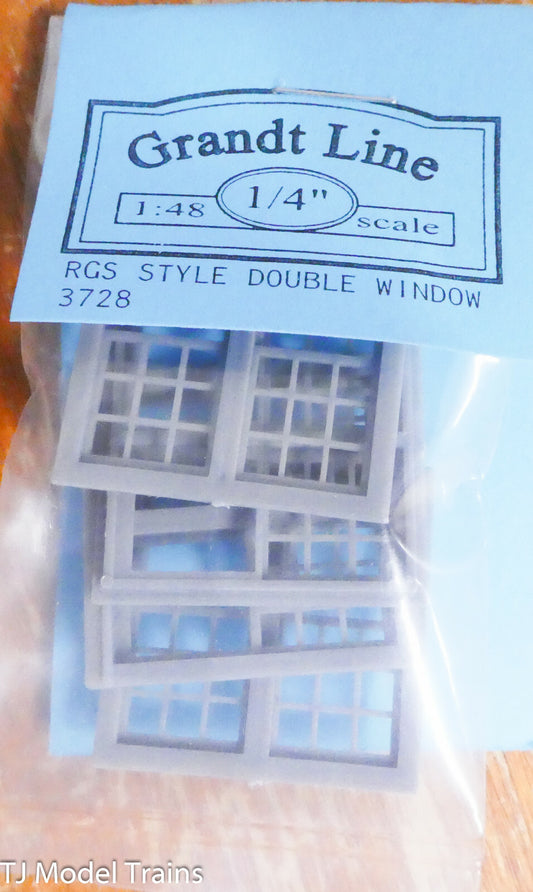 Grandt Line
1:48 1/4" scale
RGS STYLE DOUBLE WINDOW
3728
TJ Model Trains